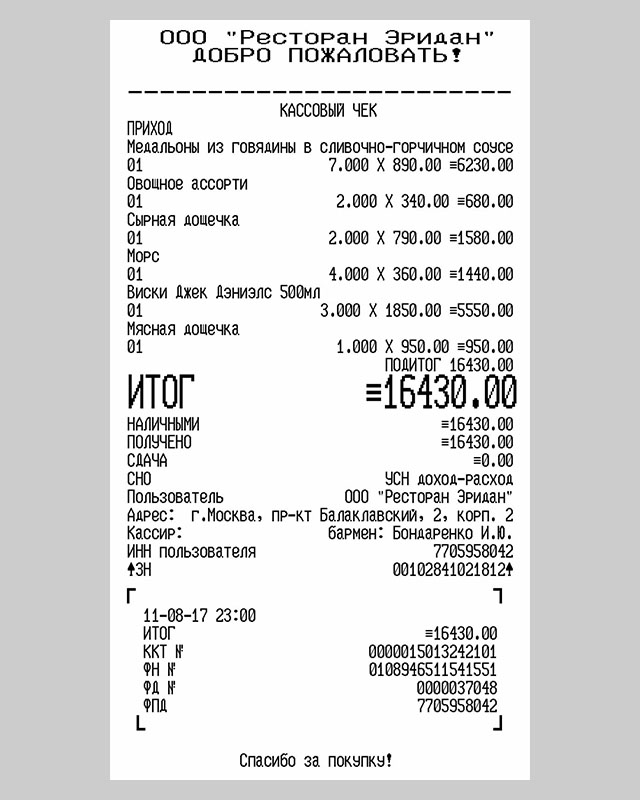 ООО "Ресторан Эридан"
ДОБРО ПОЖАЛОВАТЬ!
КАССОВЫЙ ЧЕК
ПРИХОД
Медальоны из говядины в сливочно-горчичном соусе
01 7.000 X 890.00 ≡6230.00
Овощное ассорти
01 2.000 X 340.00 ≡680.00
Сырная дощечка
01 2.000 X 790.00 ≡1580.00
Морс
01 4.000 X 360.00 ≡1440.00
Виски Джек Дэниэлс 500мл
01 3.000 X 1850.00 ≡5550.00
Мясная дощечка
01 1.000 X 950.00 ≡950.00
ПОДИТОГ 16430.00
ИТОГ ≡16430.00
НАЛИЧНЫМИ ≡16430.00
ПОЛУЧЕНО ≡16430.00
СДАЧА ≡0.00
СНО УСН доход-расход
Пользователь ООО "Ресторан Эридан"
Адрес: г.Москва, пр-кт Балаклавский, 2, корп. 2
Кассир: бармен: Бондаренко И.Ю.
ИНН пользователя 7705958042
↑ЗН 00102841021812↑
11-08-17 23:00
ИТОГ ≡16430.00
ККТ № 0000015013242101
ФН № 0108946511541551
ФД № 0000037048
ФПД 7705958042
Спасибо за покупку!